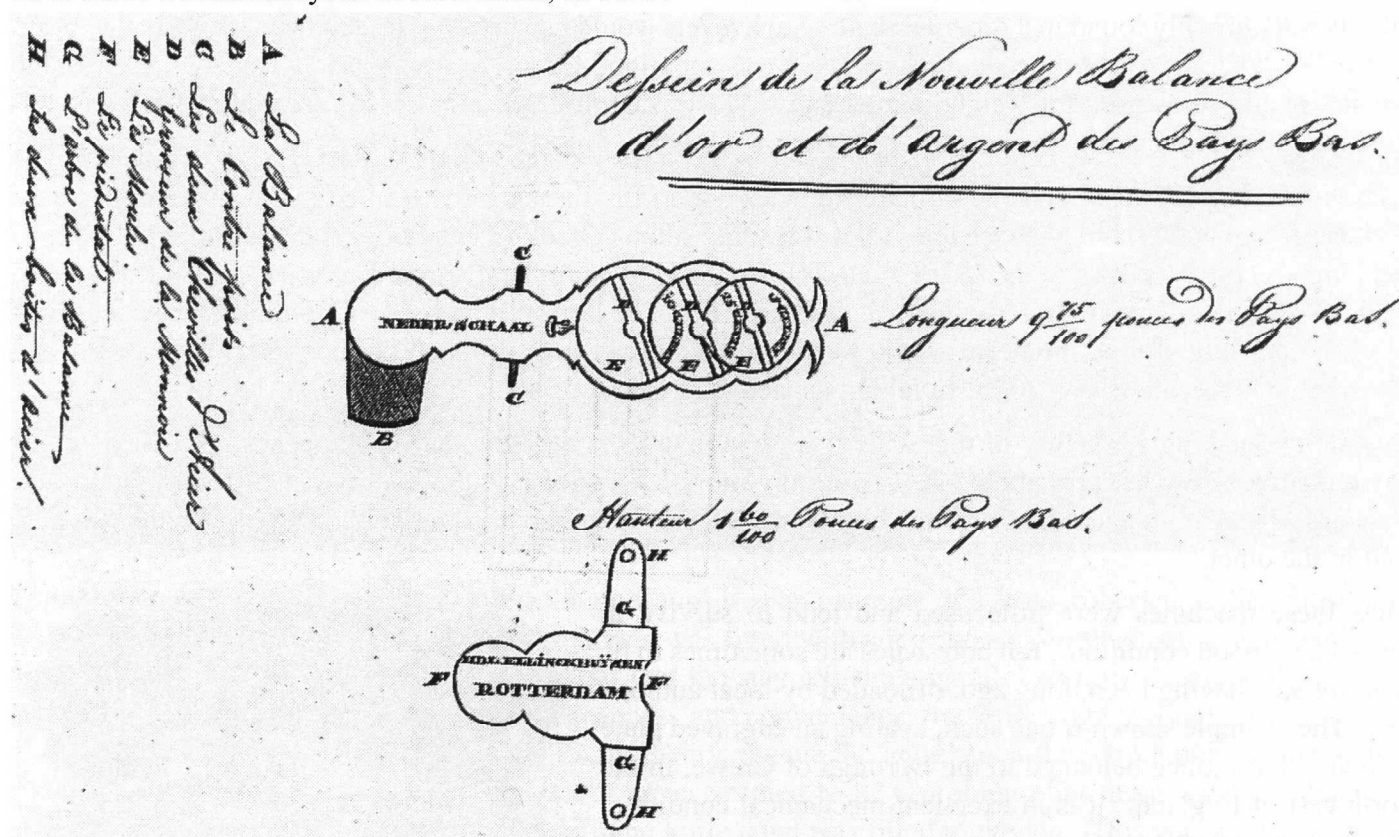 Dessein de la Nouvelle Balance
d'or et d'argent des Pays Bas.
A La Balance
B Le Contre-poids
C Les deux Chevilles d'Acier
D Grosseur de la Monnoie
E Les Moules
F Le piédestal
G L'arbre de la Balance
H Les deux boîtes d'Acier.
C
A NEDER. SCHAAL A
E E E
C
B
Longueur 9 75/100 pouces des Pays Bas.
Hauteur 1 60/100 Pouces des Pays Bas.
H
G
F F
ROTTERDAM
G
H